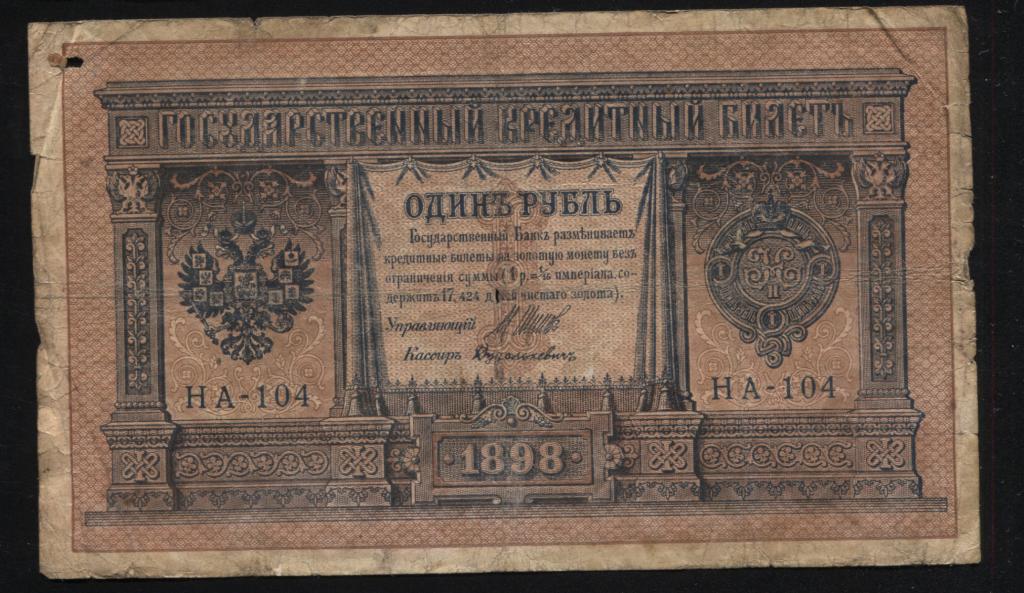 ГОСУДАРСТВЕННЫЙ КРЕДИТНЫЙ БИЛЕТЪ
ОДИНЪ РУБЛЬ
Государственный Банкъ размѣниваетъ
кредитные билеты на золотую монету безъ
ограниченія суммы (1 р.= 1/15 имперіала, со-
держитъ 17,424 долей чистаго золота).
Управляющій
Кассиръ
НА-104
НА-104
1898